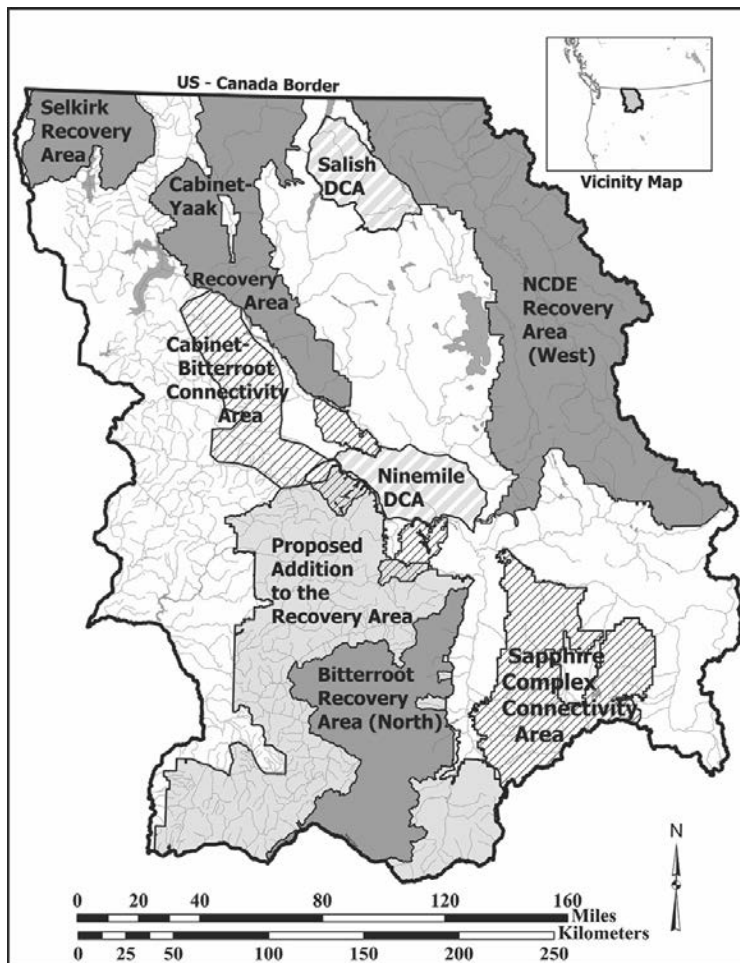 US - Canada Border
Vicinity Map
Selkirk
Recovery
Area
Cabinet-
Yaak
Recovery
Area
Salish
DCA
NCDE
Recovery
Area
(West)
Cabinet-
Bitterroot
Connectivity
Area
Ninemile
DCA
Proposed
Addition
to the
Recovery Area
Bitterroot
Recovery
Area (North)
Sapphire
Complex
Connectivity
Area
N
0 20 40 80 120 160
Miles
Kilometers
0 25 50 100 150 200 250